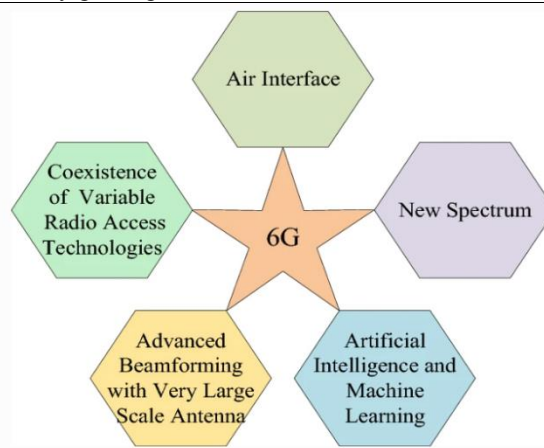 Air Interface
Coexistence
of Variable
Radio Access
Technologies
New Spectrum
6G
Advanced
Beamforming
with Very Large
Scale Antenna
Artificial
Intelligence and
Machine
Learning